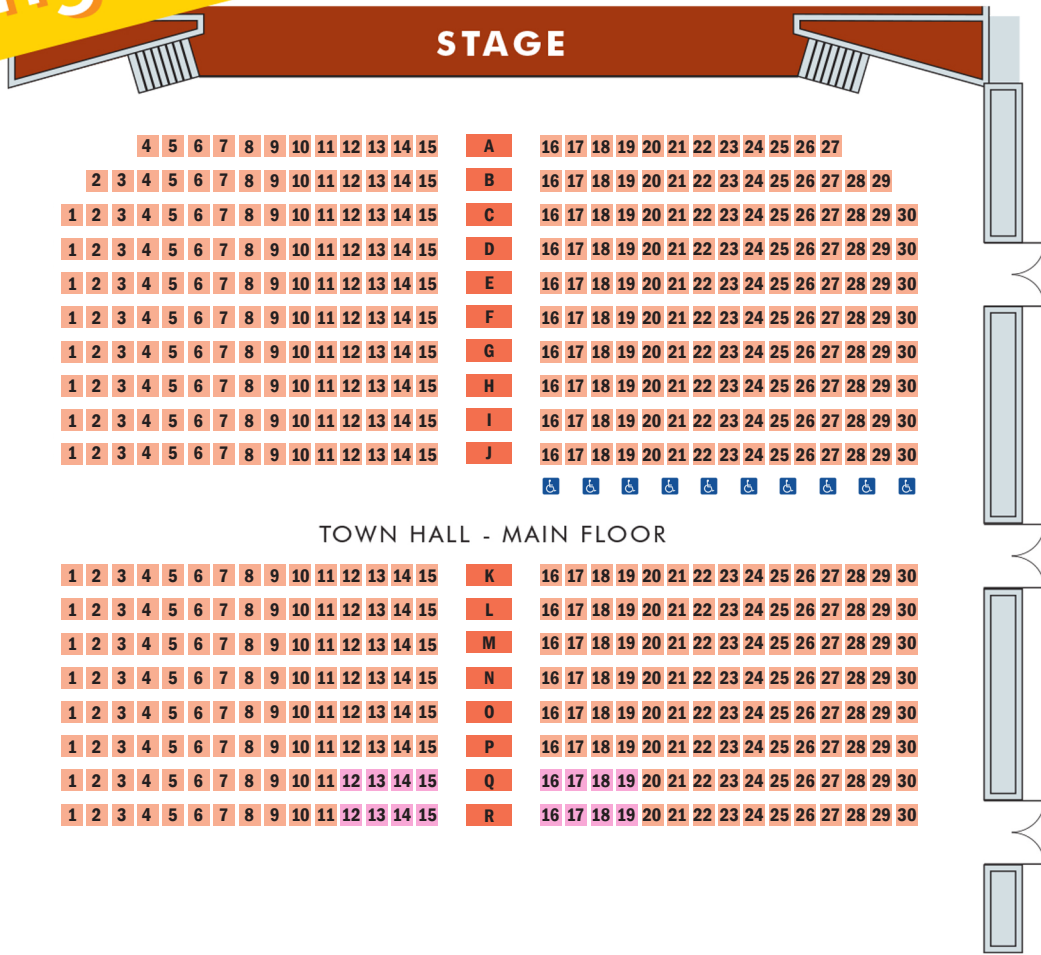 STAGE
4 5 6 7 8 9 10 11 12 13 14 15 A 16 17 18 19 20 21 22 23 24 25 26 27
2 3 4 5 6 7 8 9 10 11 12 13 14 15 B 16 17 18 19 20 21 22 23 24 25 26 27 28 29
1 2 3 4 5 6 7 8 9 10 11 12 13 14 15 C 16 17 18 19 20 21 22 23 24 25 26 27 28 29 30
1 2 3 4 5 6 7 8 9 10 11 12 13 14 15 D 16 17 18 19 20 21 22 23 24 25 26 27 28 29 30
1 2 3 4 5 6 7 8 9 10 11 12 13 14 15 E 16 17 18 19 20 21 22 23 24 25 26 27 28 29 30
1 2 3 4 5 6 7 8 9 10 11 12 13 14 15 F 16 17 18 19 20 21 22 23 24 25 26 27 28 29 30
1 2 3 4 5 6 7 8 9 10 11 12 13 14 15 G 16 17 18 19 20 21 22 23 24 25 26 27 28 29 30
1 2 3 4 5 6 7 8 9 10 11 12 13 14 15 H 16 17 18 19 20 21 22 23 24 25 26 27 28 29 30
1 2 3 4 5 6 7 8 9 10 11 12 13 14 15 I 16 17 18 19 20 21 22 23 24 25 26 27 28 29 30
1 2 3 4 5 6 7 8 9 10 11 12 13 14 15 J 16 17 18 19 20 21 22 23 24 25 26 27 28 29 30
TOWN HALL - MAIN FLOOR
1 2 3 4 5 6 7 8 9 10 11 12 13 14 15 K 16 17 18 19 20 21 22 23 24 25 26 27 28 29 30
1 2 3 4 5 6 7 8 9 10 11 12 13 14 15 L 16 17 18 19 20 21 22 23 24 25 26 27 28 29 30
1 2 3 4 5 6 7 8 9 10 11 12 13 14 15 M 16 17 18 19 20 21 22 23 24 25 26 27 28 29 30
1 2 3 4 5 6 7 8 9 10 11 12 13 14 15 N 16 17 18 19 20 21 22 23 24 25 26 27 28 29 30
1 2 3 4 5 6 7 8 9 10 11 12 13 14 15 O 16 17 18 19 20 21 22 23 24 25 26 27 28 29 30
1 2 3 4 5 6 7 8 9 10 11 12 13 14 15 P 16 17 18 19 20 21 22 23 24 25 26 27 28 29 30
1 2 3 4 5 6 7 8 9 10 11 12 13 14 15 Q 16 17 18 19 20 21 22 23 24 25 26 27 28 29 30
1 2 3 4 5 6 7 8 9 10 11 12 13 14 15 R 16 17 18 19 20 21 22 23 24 25 26 27 28 29 30